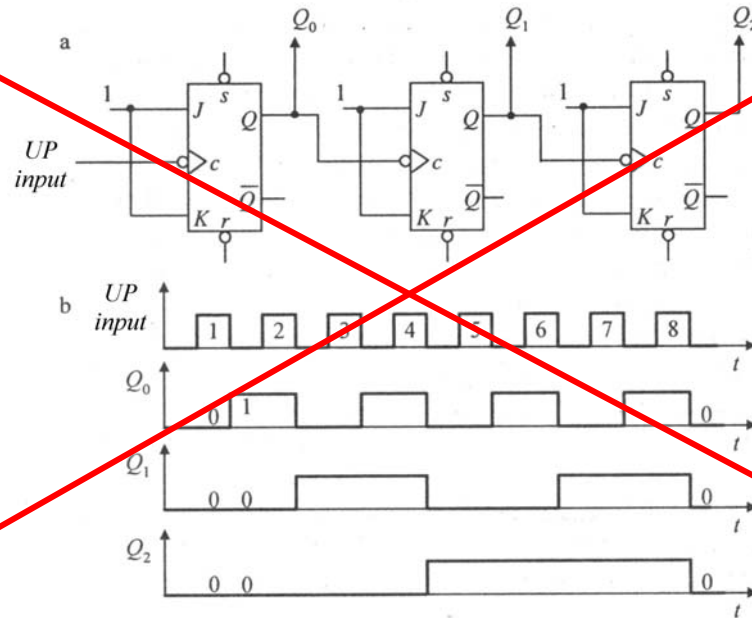 a
Q0 Q1 Q2
1 J s Q 1 J s Q 1 J s Q
UP
input
c c c
Q̅ Q̅ Q̅
K r K r K r
b
UP
input
1 2 3 4 5 6 7 8
t
Q0
0 1 0
t
Q1
0 0 0
t
Q2
0 0 0
t